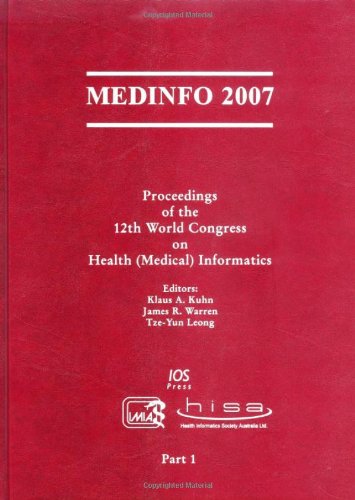 MEDINFO 2007
Proceedings
of the
12th World Congress
on
Health (Medical) Informatics
Editors:
Klaus A. Kuhn
James R. Warren
Tze-Yun Leong
IOS
Press
IMIA
hisa
Health Informatics Society Australia Ltd.
Part 1